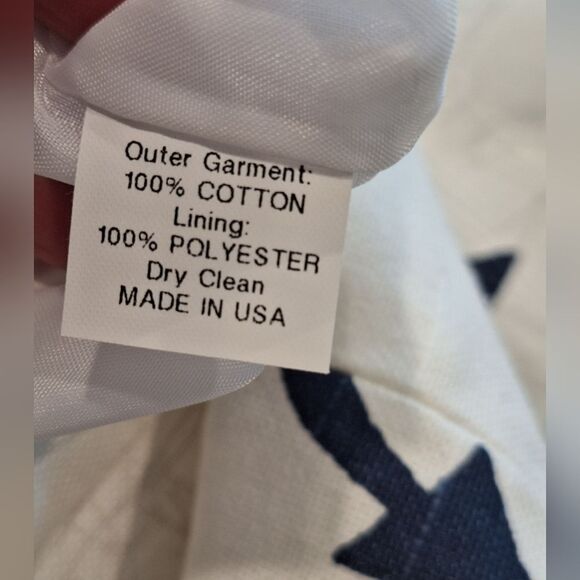 Outer Garment:
100% COTTON
Lining:
100% POLYESTER
Dry Clean
MADE IN USA